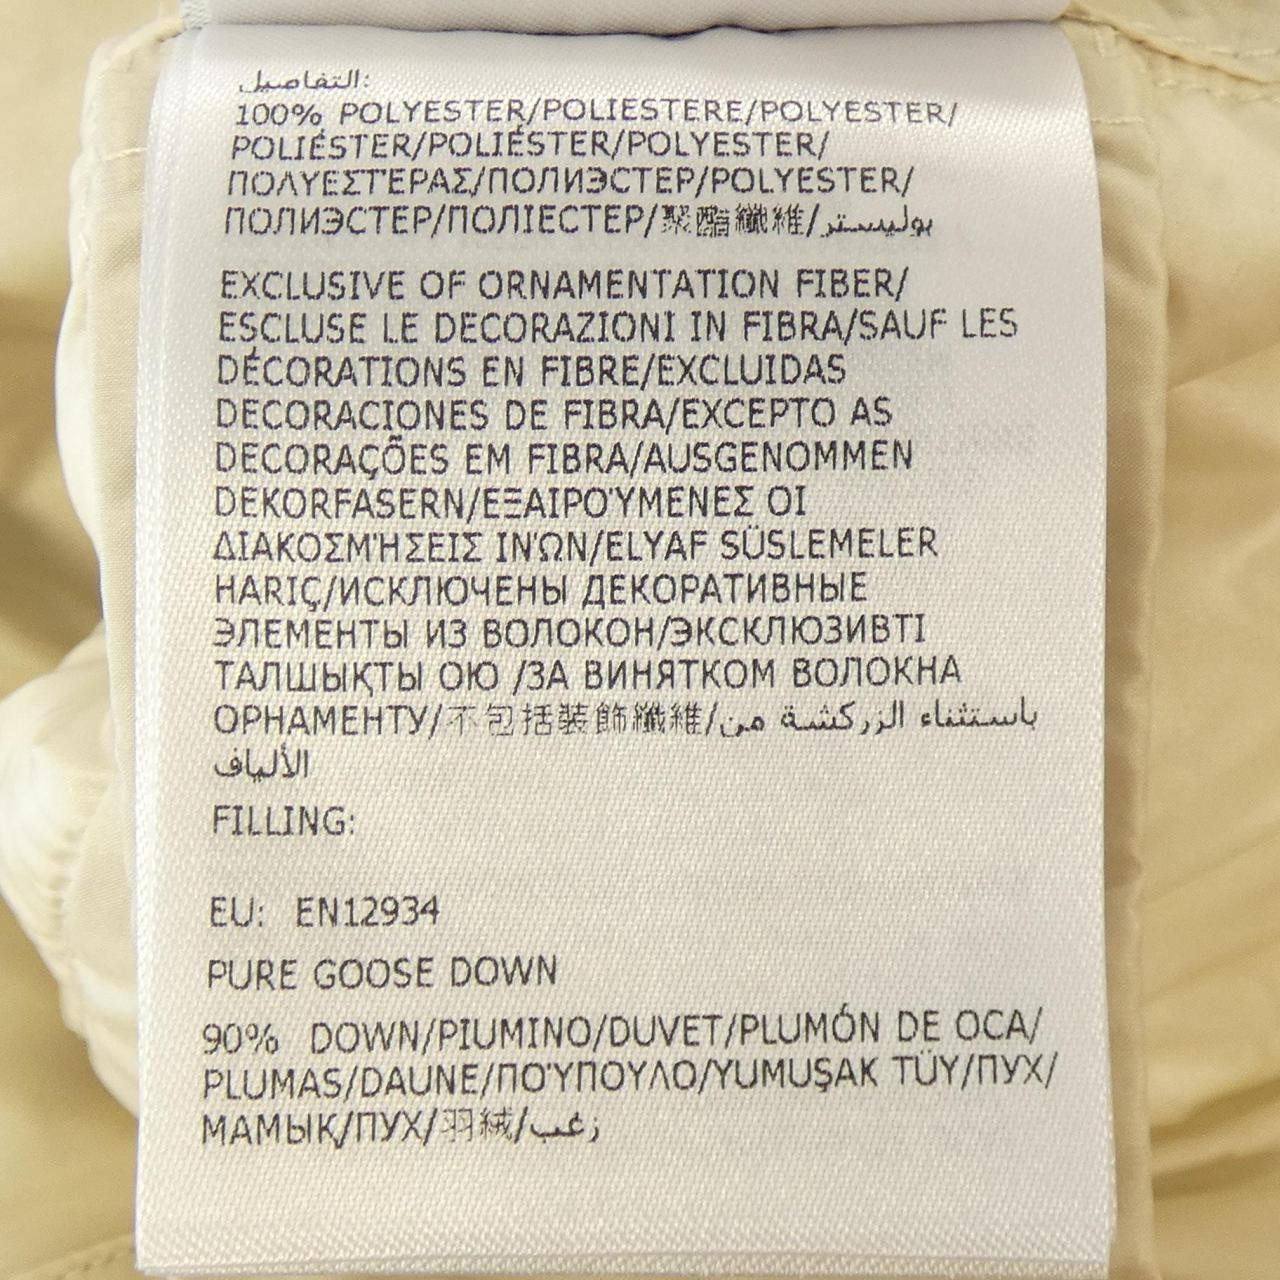 التفاصيل:
100% POLYESTER/POLIESTERE/POLYESTER/
POLIÉSTER/POLIÉSTER/POLYESTER/
ΠΟΛΥΕΣΤΈΡΑΣ/ПОЛИЭСТЕР/POLYESTER/
ПОЛИЭСТЕР/ПОЛІЕСТЕР/聚酯纖維/بوليستر
EXCLUSIVE OF ORNAMENTATION FIBER/
ESCLUSE LE DECORAZIONI IN FIBRA/SAUF LES
DÉCORATIONS EN FIBRE/EXCLUIDAS
DECORACIONES DE FIBRA/EXCEPTO AS
DECORAÇÕES EM FIBRA/AUSGENOMMEN
DEKORFASERN/ΕΞΑΙΡΟΎΜΕΝΕΣ ΟΙ
ΔΙΑΚΟΣΜΉΣΕΙΣ ΙΝΏΝ/ELYAF SÜSLEMELER
HARIÇ/ИСКЛЮЧЕНЫ ДЕКОРАТИВНЫЕ
ЭЛЕМЕНТЫ ИЗ ВОЛОКОН/ЭКСКЛЮЗИВТІ
ТАЛШЫҚТЫ ОЮ /ЗА ВИНЯТКОМ ВОЛОКНА
ОРНАМЕНТУ/不包括裝飾纖維/باستثناء الزركشة من
الألياف
FILLING:
EU: EN12934
PURE GOOSE DOWN
90% DOWN/PIUMINO/DUVET/PLUMÓN DE OCA/
PLUMAS/DAUNE/ΠΟΎΠΟΥΛΟ/YUMUŞAK TÜY/ПУХ/
МАМЫҚ/ПУХ/羽絨/زغب